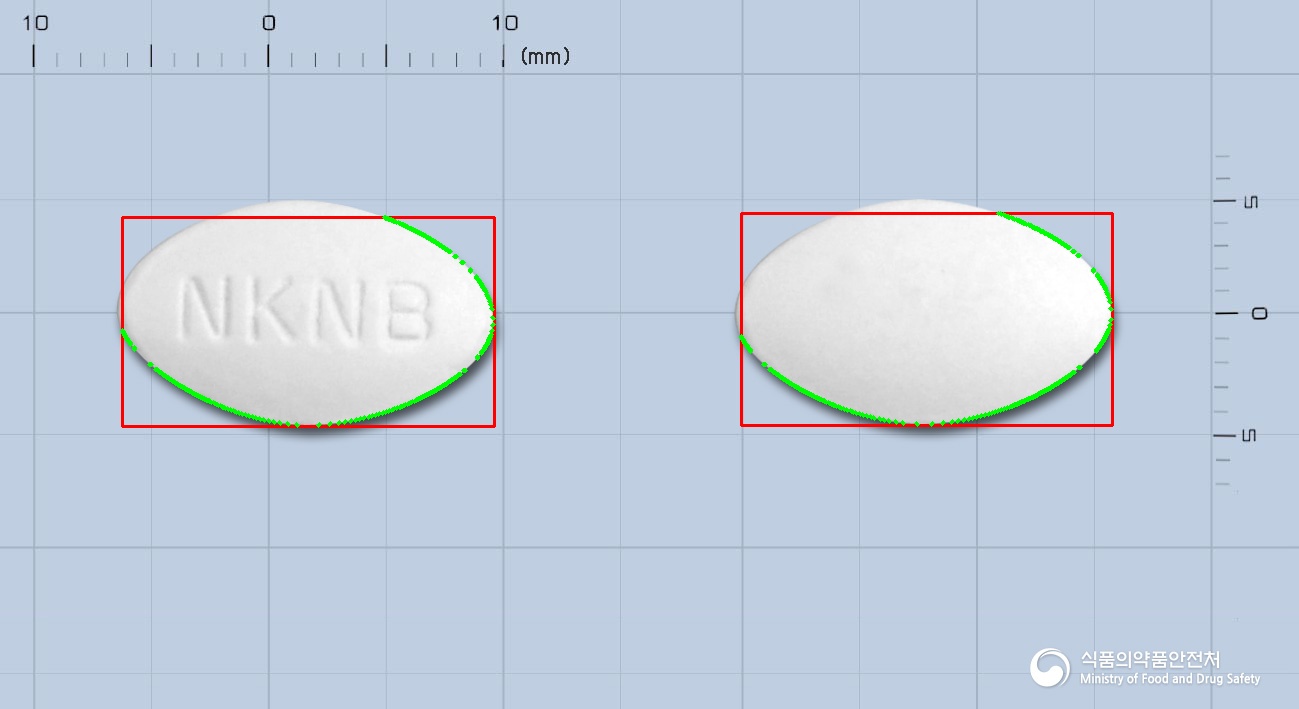 10 0 10
(mm)
NKNB
5
0
5
식품의약품안전처
Ministry of Food and Drug Safety